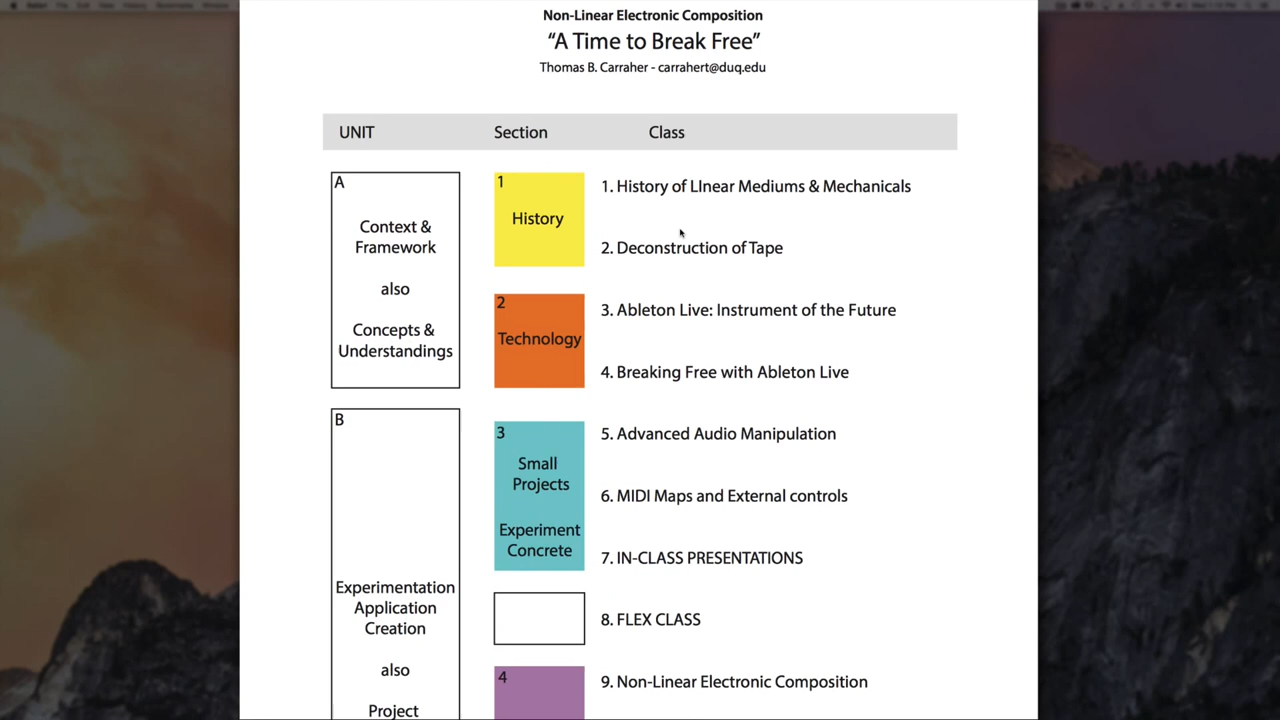 Non-Linear Electronic Composition
“A Time to Break Free”
Thomas B. Carraher - carrahert@duq.edu
UNIT Section Class
A
Context &
Framework
also
Concepts &
Understandings
1
History
1. History of LInear Mediums & Mechanicals
2. Deconstruction of Tape
2
Technology
3. Ableton Live: Instrument of the Future
4. Breaking Free with Ableton Live
B
Experimentation
Application
Creation
also
Project
3
Small
Projects
Experiment
Concrete
5. Advanced Audio Manipulation
6. MIDI Maps and External controls
7. IN-CLASS PRESENTATIONS
8. FLEX CLASS
4
9. Non-Linear Electronic Composition